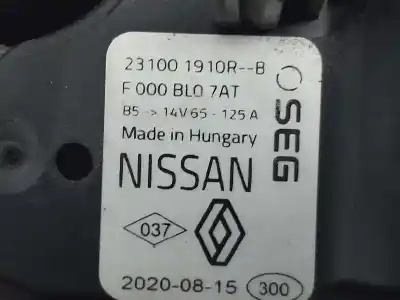 23100 1910R--B
F 000 BL0 7AT
B5 -> 14V 65 - 125 A
Made in Hungary
NISSAN
SEG
037
2020-08-15
300